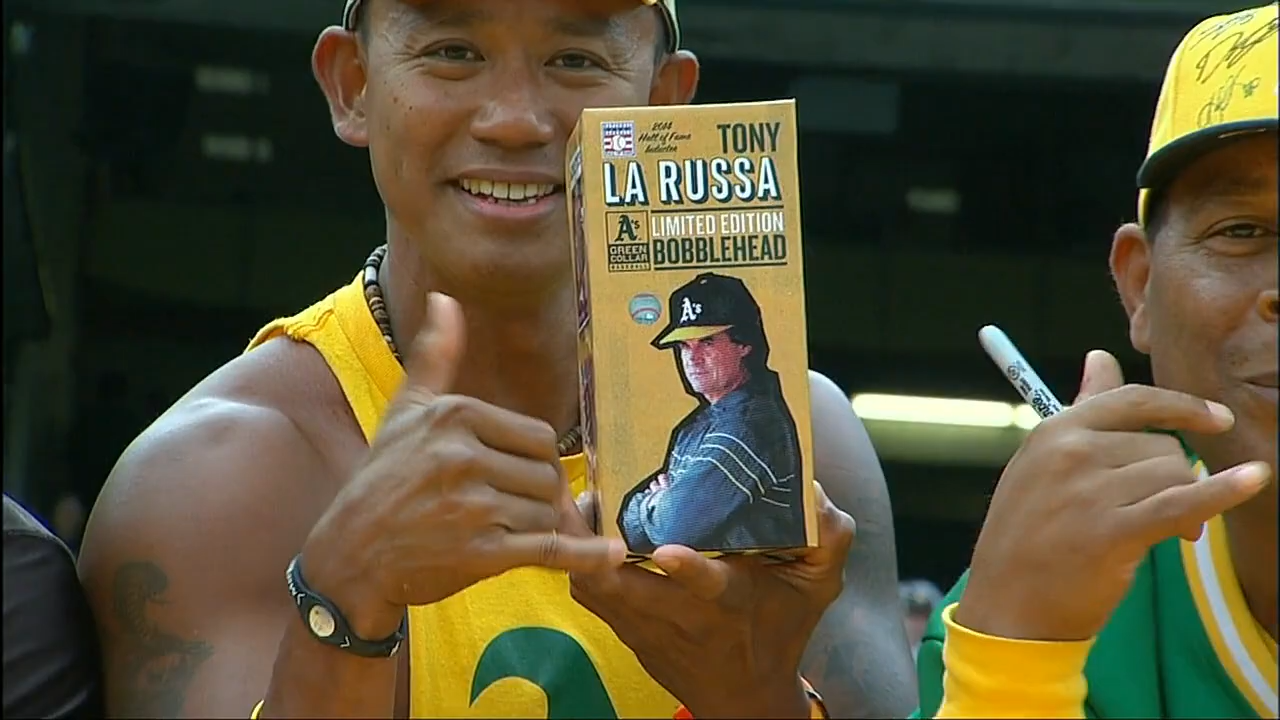 2014
Hall of Fame
Inductee
TONY
LA RUSSA
A's
GREEN
COLLAR
BASEBALL
LIMITED EDITION
BOBBLEHEAD
A's